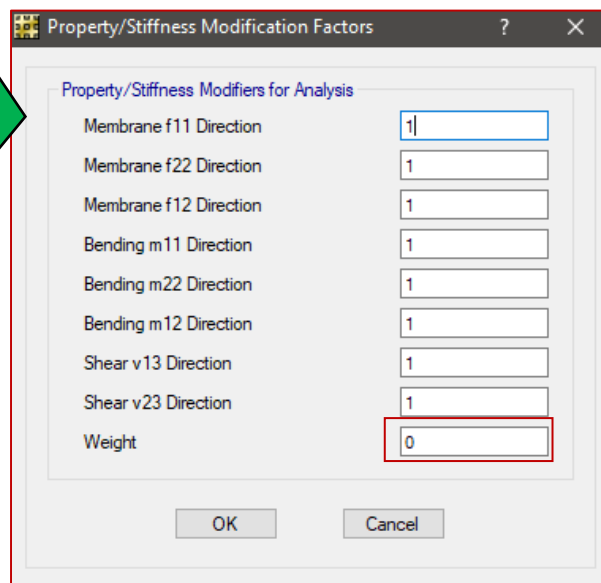 Property/Stiffness Modification Factors ? ×
Property/Stiffness Modifiers for Analysis
Membrane f11 Direction 1
Membrane f22 Direction 1
Membrane f12 Direction 1
Bending m11 Direction 1
Bending m22 Direction 1
Bending m12 Direction 1
Shear v13 Direction 1
Shear v23 Direction 1
Weight 0
OK Cancel